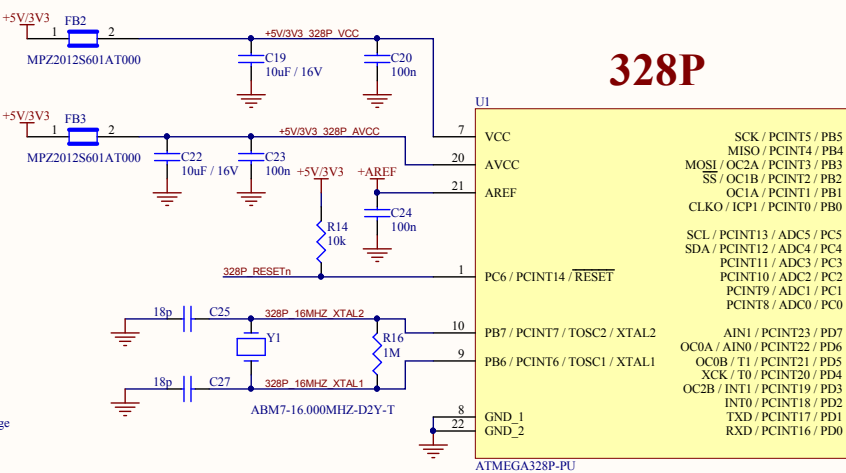 +5V/3V3
FB2
1
2
MPZ2012S601AT000
+5V/3V3_328P_VCC
C19
10uF / 16V
C20
100n
328P
+5V/3V3
FB3
1
2
MPZ2012S601AT000
+5V/3V3_328P_AVCC
C22
10uF / 16V
C23
100n
+5V/3V3
+AREF
C24
100n
R14
10k
328P_RESETn
18p
C25
328P_16MHZ_XTAL2
Y1
R16
1M
18p
C27
328P_16MHZ_XTAL1
ABM7-16.000MHZ-D2Y-T
ge
U1
7
VCC
20
AVCC
21
AREF
1
PC6 / PCINT14 / RESET
10
PB7 / PCINT7 / TOSC2 / XTAL2
9
PB6 / PCINT6 / TOSC1 / XTAL1
8
GND_1
22
GND_2
SCK / PCINT5 / PB5
MISO / PCINT4 / PB4
MOSI / OC2A / PCINT3 / PB3
SS / OC1B / PCINT2 / PB2
OC1A / PCINT1 / PB1
CLKO / ICP1 / PCINT0 / PB0
SCL / PCINT13 / ADC5 / PC5
SDA / PCINT12 / ADC4 / PC4
PCINT11 / ADC3 / PC3
PCINT10 / ADC2 / PC2
PCINT9 / ADC1 / PC1
PCINT8 / ADC0 / PC0
AIN1 / PCINT23 / PD7
OC0A / AIN0 / PCINT22 / PD6
OC0B / T1 / PCINT21 / PD5
XCK / T0 / PCINT20 / PD4
OC2B / INT1 / PCINT19 / PD3
INT0 / PCINT18 / PD2
TXD / PCINT17 / PD1
RXD / PCINT16 / PD0
ATMEGA328P-PU